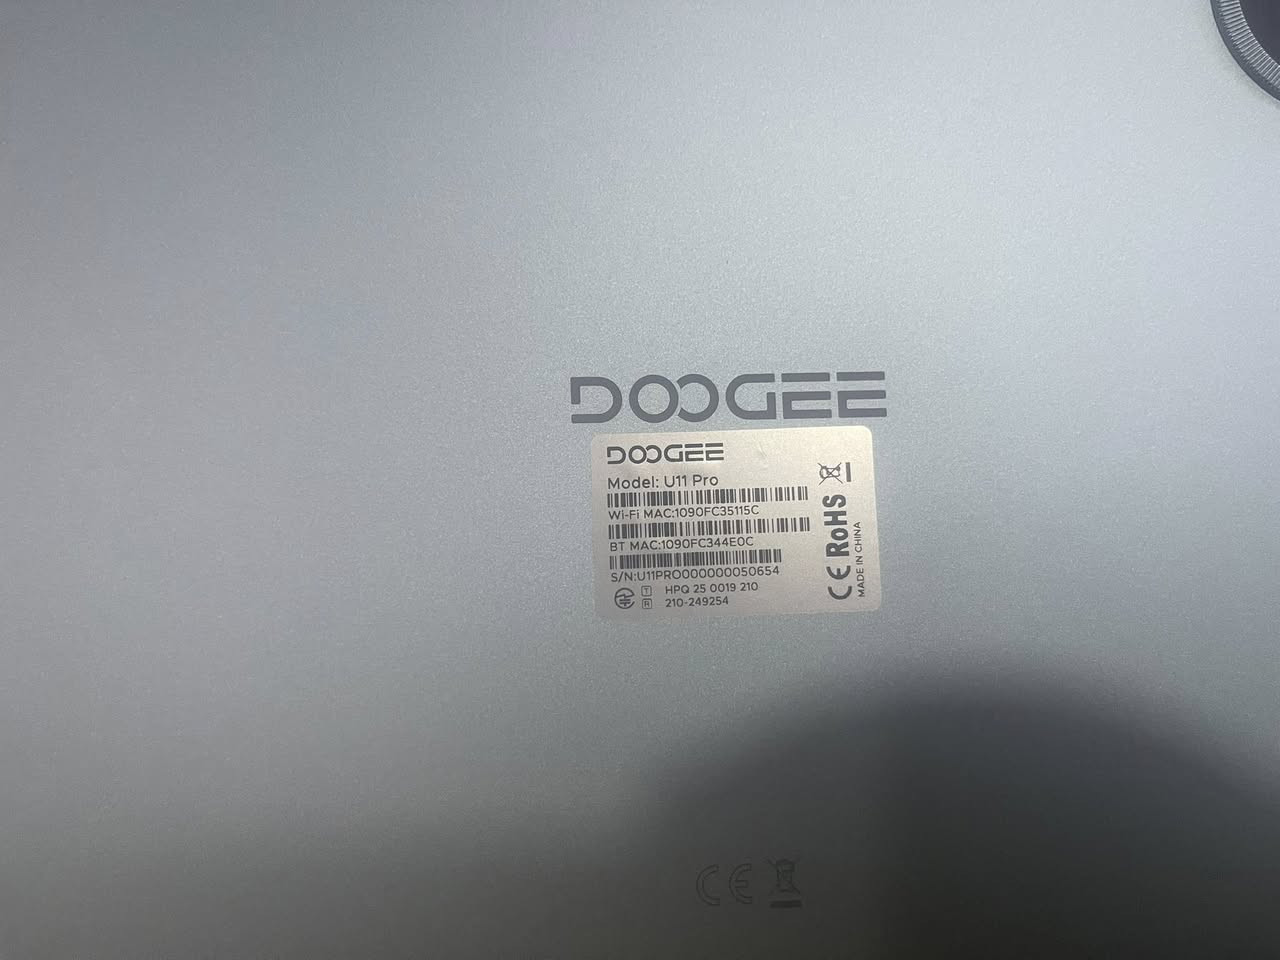 DOOGEE
DOOGEE
Model: U11 Pro
Wi-Fi MAC:1090FC35115C
BT MAC:1090FC344E0C
S/N:U11PRO000000050654
T HPQ 25 0019 210
R 210-249254
CE RoHS
MADE IN CHINA
CE